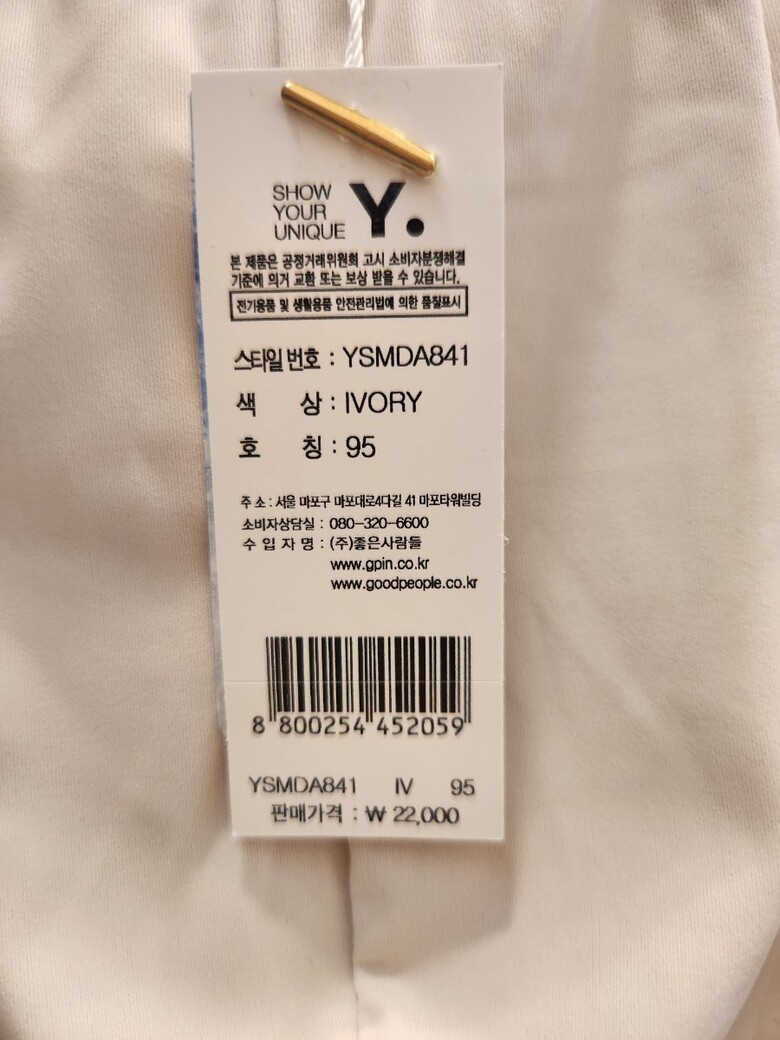 SHOW
YOUR
UNIQUE
Y.
본 제품은 공정거래위원회 고시 소비자분쟁해결
기준에 의거 교환 또는 보상 받을 수 있습니다.
전기용품 및 생활용품 안전관리법에 의한 품질표시
스타일 번호 : YSMDA841
색 상 : IVORY
호 칭 : 95
주 소 : 서울 마포구 마포대로4다길 41 마포타워빌딩
소비자상담실 : 080-320-6600
수 입 자 명 : (주)좋은사람들
www.gpin.co.kr
www.goodpeople.co.kr
8 800254 452059
YSMDA841 IV 95
판매가격 : ₩ 22,000